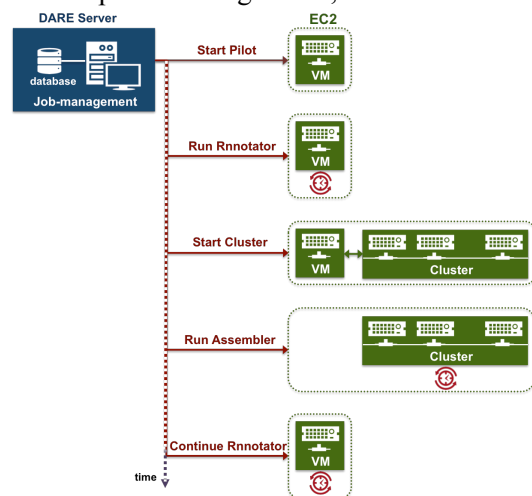 DARE Server
EC2
database
Job-management
Start Pilot
VM
Run Rnnotator
VM
Start Cluster
VM
Cluster
Run Assembler
Cluster
Continue Rnnotator
VM
time